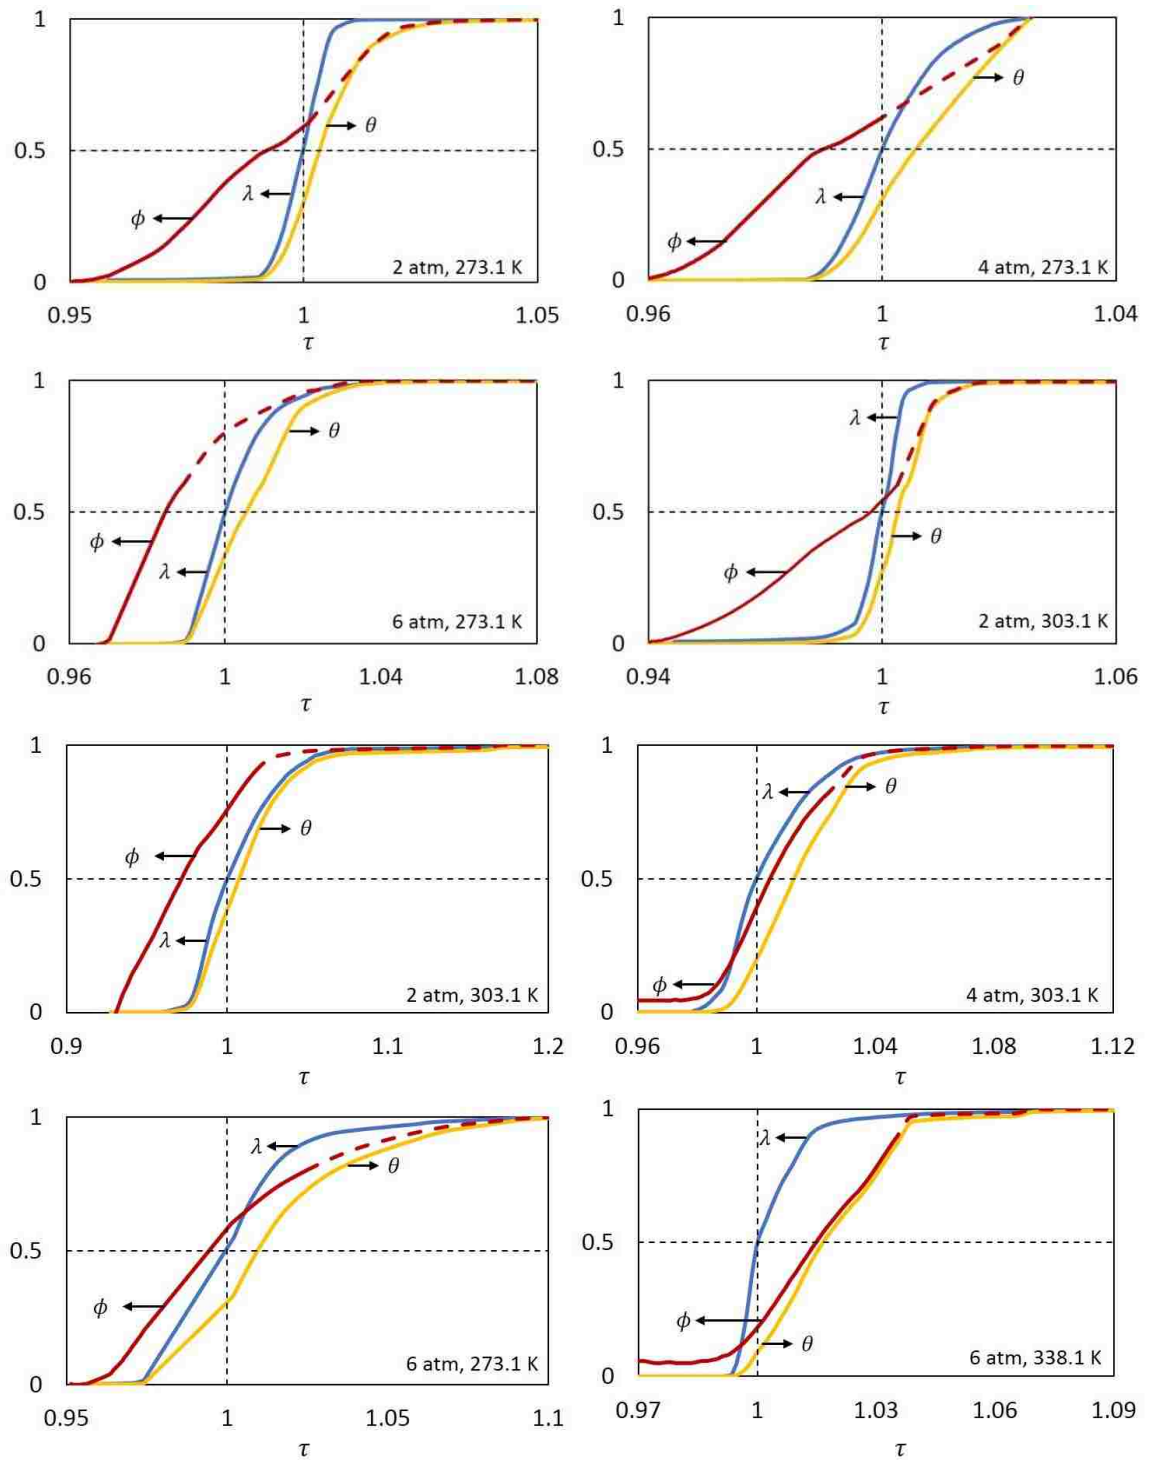 1
0.5
0
λ
θ
ϕ
2 atm, 273.1 K
0.95
1
1.05
τ
1
0.5
0
θ
λ
ϕ
4 atm, 273.1 K
0.96
1
1.04
τ
1
0.5
0
θ
ϕ
λ
6 atm, 273.1 K
0.96
1
1.04
1.08
τ
1
0.5
0
λ
θ
ϕ
2 atm, 303.1 K
0.94
1
1.06
τ
1
0.5
0
θ
ϕ
λ
2 atm, 303.1 K
0.9
1
1.1
1.2
τ
1
0.5
0
λ
θ
ϕ
4 atm, 303.1 K
0.96
1
1.04
1.08
1.12
τ
1
0.5
0
λ
θ
ϕ
6 atm, 273.1 K
0.95
1
1.05
1.1
τ
1
0.5
0
λ
ϕ
θ
6 atm, 338.1 K
0.97
1
1.03
1.06
1.09
τ